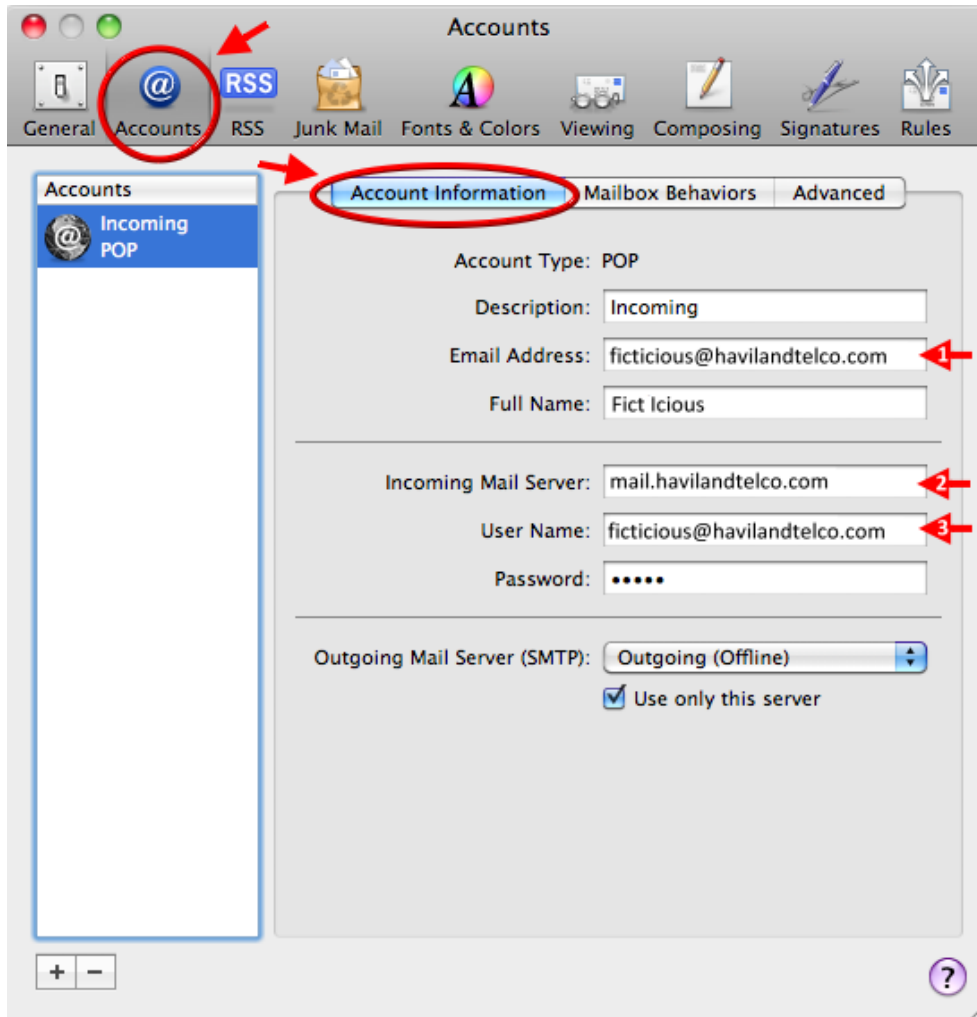 Accounts
RSS
General Accounts RSS Junk Mail Fonts & Colors Viewing Composing Signatures Rules
Accounts
Incoming
POP
Account Information Mailbox Behaviors Advanced
Account Type: POP
Description: Incoming
Email Address: ficticious@havilandtelco.com 1
Full Name: Fict Icious
Incoming Mail Server: mail.havilandtelco.com 2
User Name: ficticious@havilandtelco.com 3
Password: •••••
Outgoing Mail Server (SMTP): Outgoing (Offline)
Use only this server
+ −
?